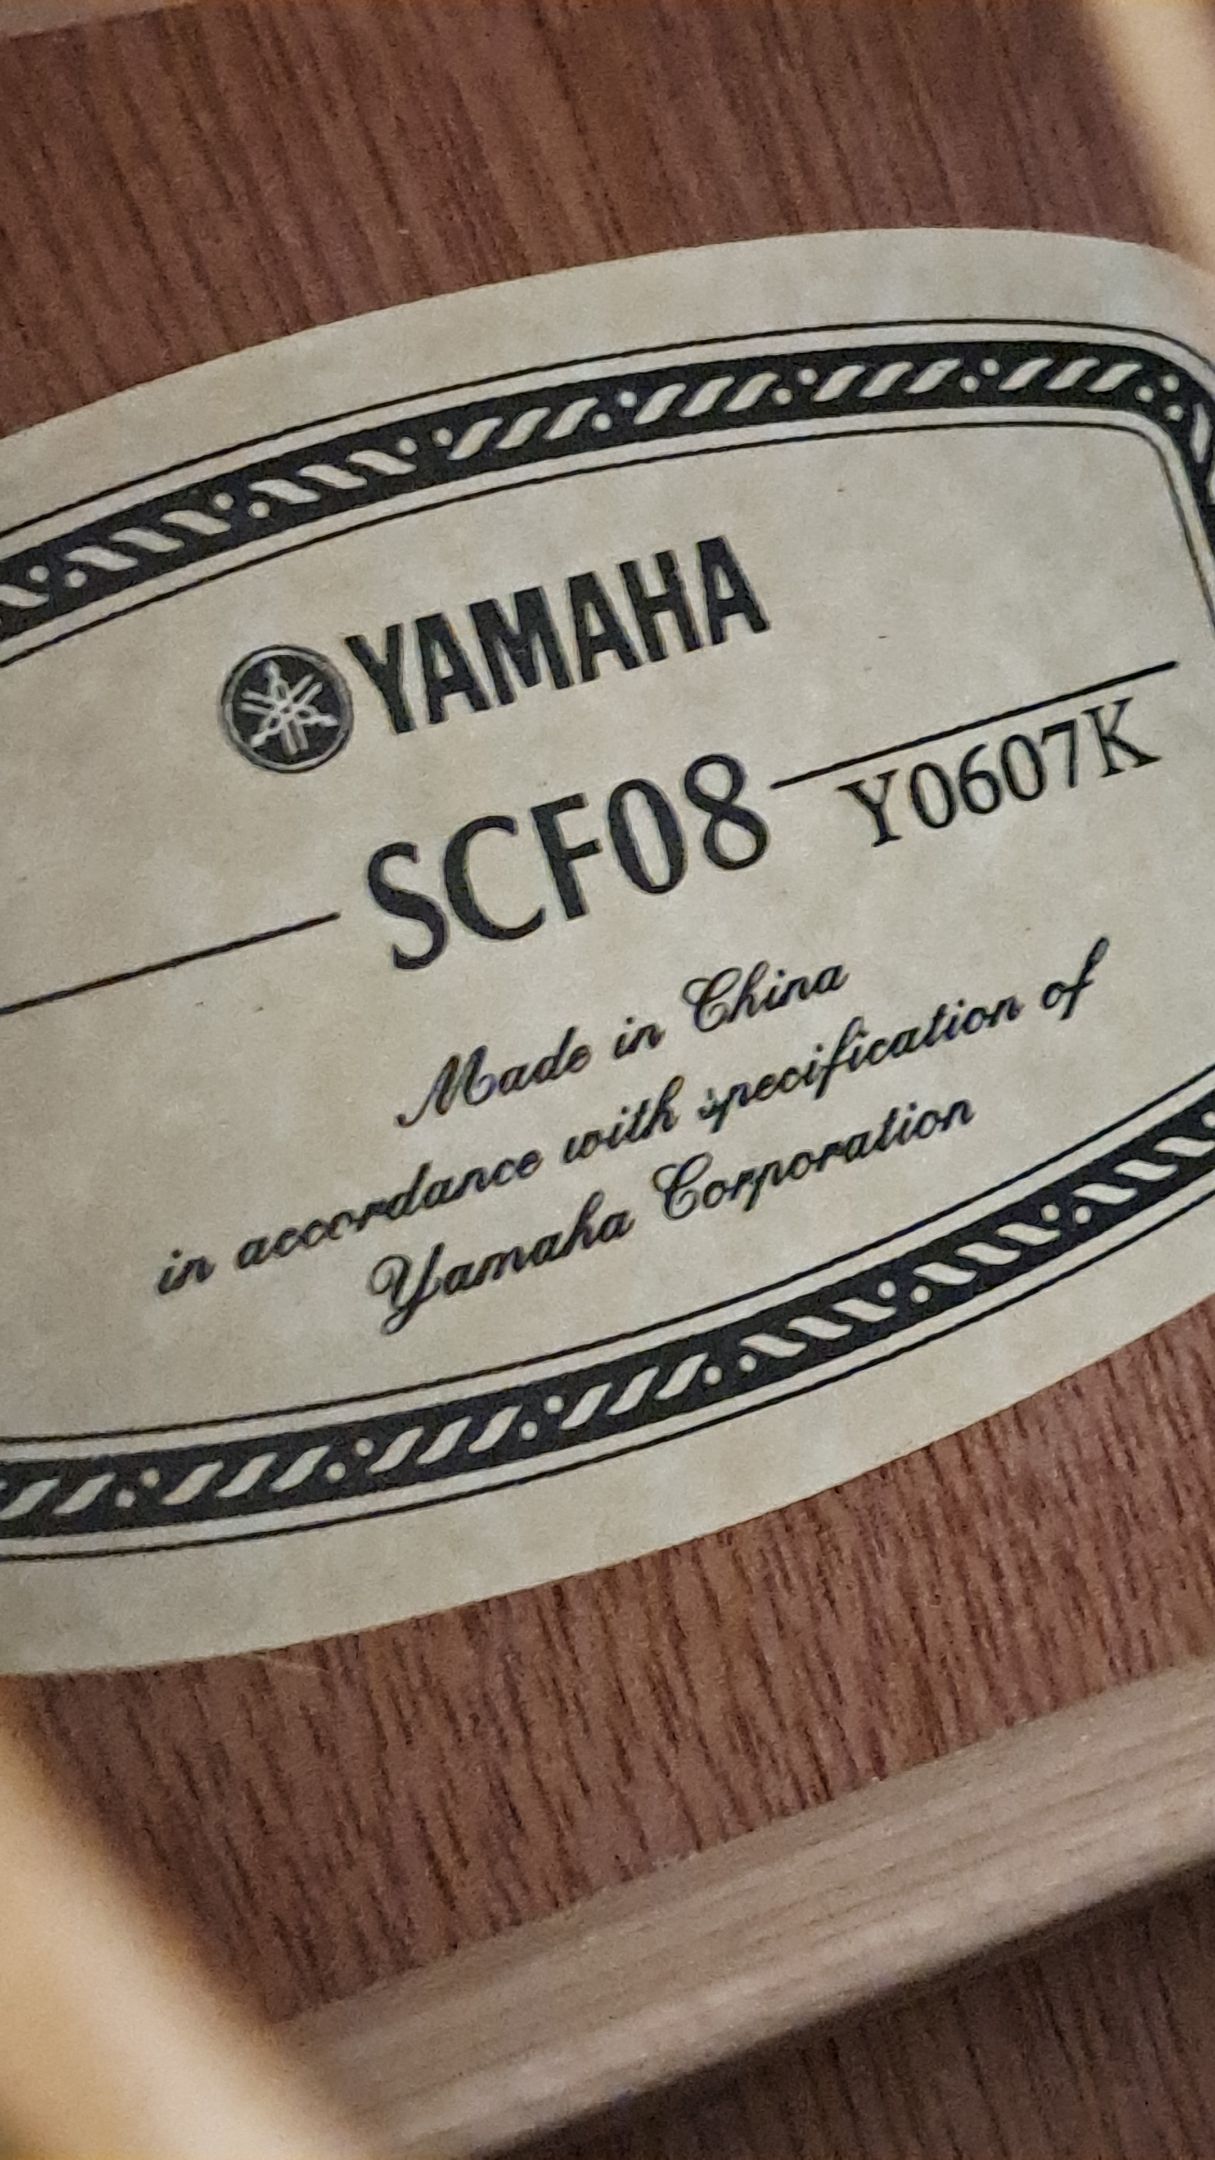 YAMAHA
SCF08 Y0607K
Made in China
in accordance with specification of
Yamaha Corporation